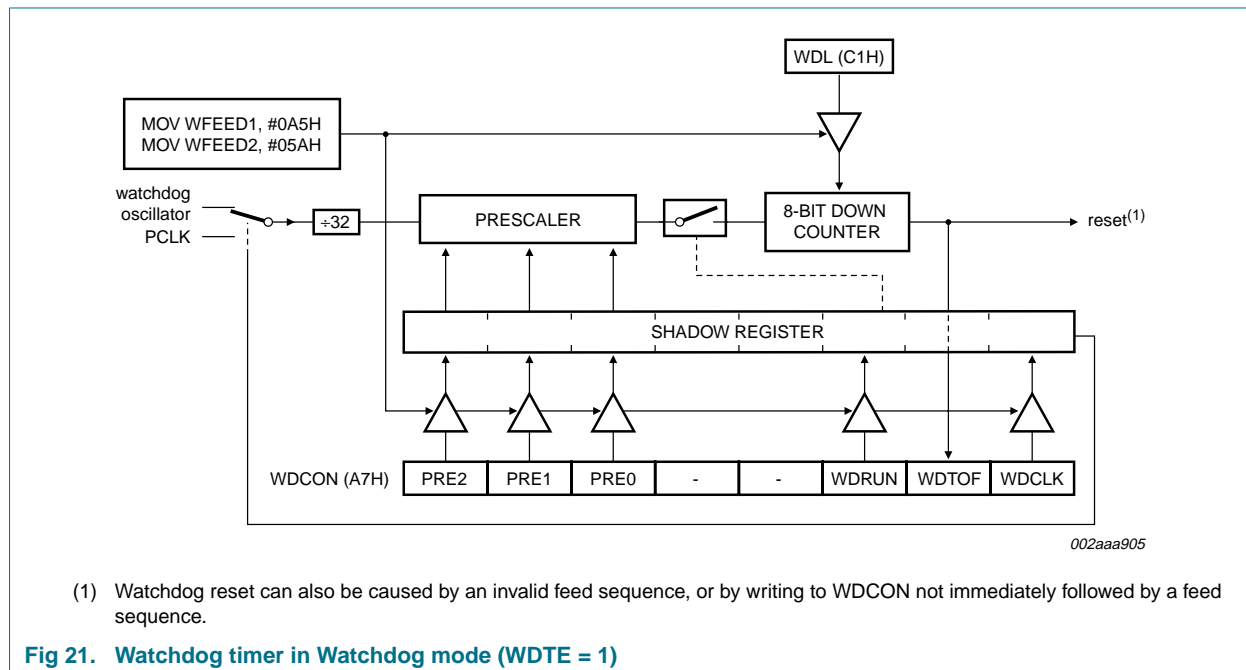 WDL (C1H)
MOV WFEED1, #0A5H
MOV WFEED2, #05AH
watchdog
oscillator
PCLK
÷32
PRESCALER
8-BIT DOWN
COUNTER
reset(1)
SHADOW REGISTER
WDCON (A7H)
PRE2 PRE1 PRE0 - - WDRUN WDTOF WDCLK
002aaa905
(1) Watchdog reset can also be caused by an invalid feed sequence, or by writing to WDCON not immediately followed by a feed
sequence.
Fig 21. Watchdog timer in Watchdog mode (WDTE = 1)